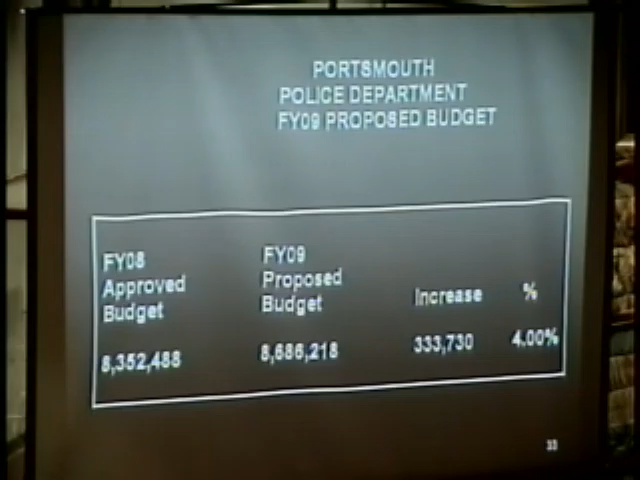 PORTSMOUTH
POLICE DEPARTMENT
FY09 PROPOSED BUDGET
FY08 Approved Budget
FY09 Proposed Budget
Increase
%
8,352,488
8,686,218
333,730
4.00%
33